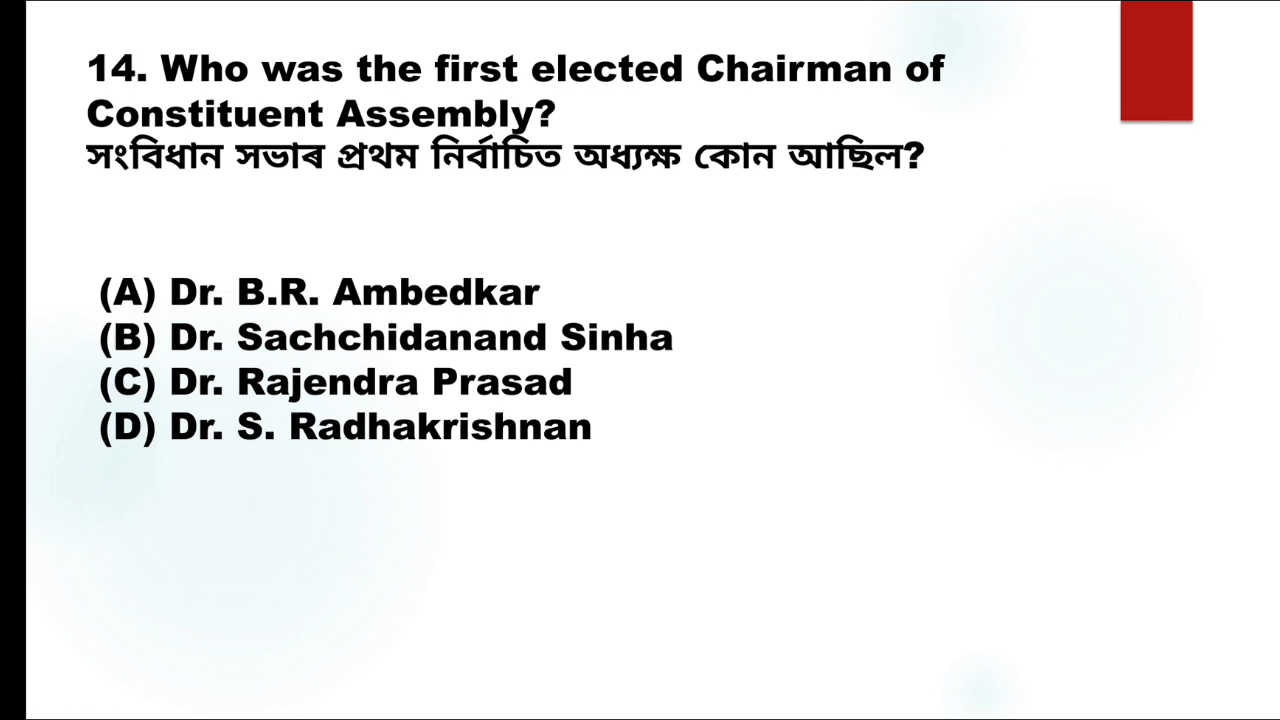 14. Who was the first elected Chairman of
Constituent Assembly?
সংবিধান সভাৰ প্ৰথম নিৰ্বাচিত অধ্যক্ষ কোন আছিল?
(A) Dr. B.R. Ambedkar
(B) Dr. Sachchidanand Sinha
(C) Dr. Rajendra Prasad
(D) Dr. S. Radhakrishnan